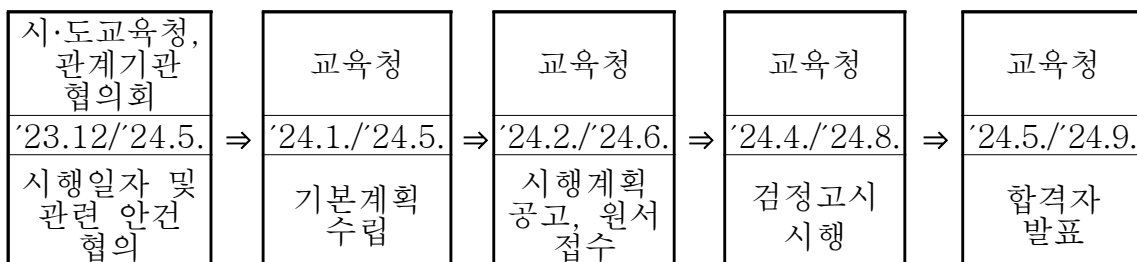 시·도교육청,
관계기관
협의회
´23.12/´24.5.
시행일자 및
관련 안건
협의
⇒
교육청
´24.1./´24.5.
기본계획
수립
⇒
교육청
´24.2./´24.6.
시행계획
공고, 원서
접수
⇒
교육청
´24.4./´24.8.
검정고시
시행
⇒
교육청
´24.5./´24.9.
합격자
발표